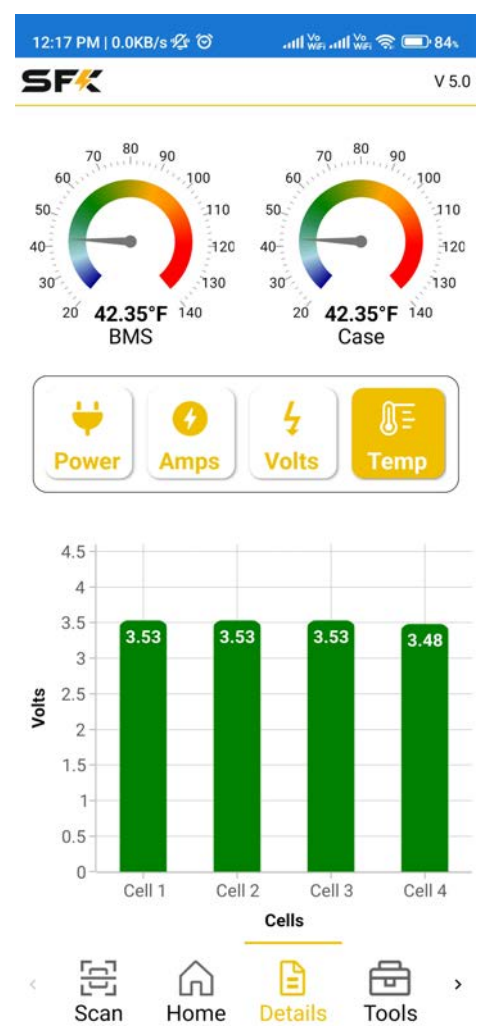 12:17 PM | 0.0KB/s Vo WiFi Vo WiFi 84%
SFK V 5.0
20 30 40 50 60 70 80 90 100 110 120 130 140
42.35°F
BMS
20 30 40 50 60 70 80 90 100 110 120 130 140
42.35°F
Case
Power Amps Volts Temp
4.5
4
3.5
3
2.5
2
1.5
1
0.5
0
Volts
3.53 3.53 3.53 3.48
Cell 1 Cell 2 Cell 3 Cell 4
Cells
Scan Home Details Tools